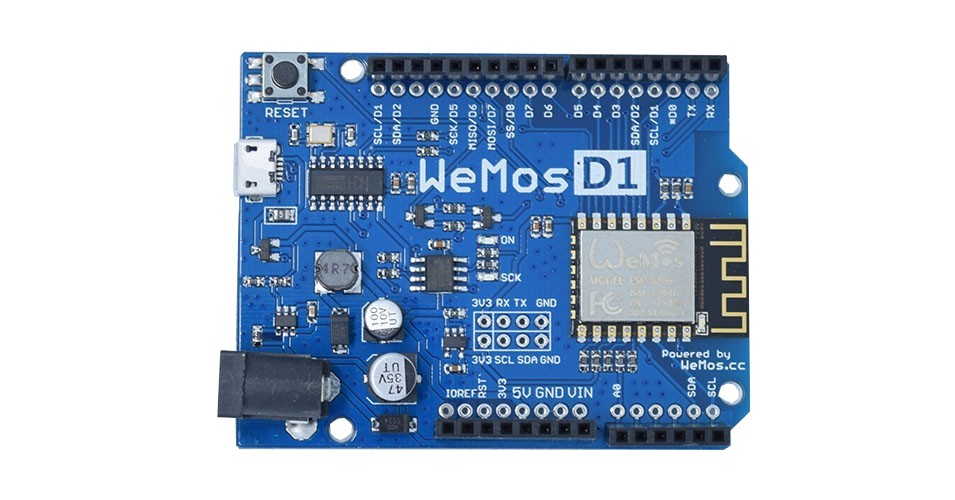 RESET
SCL/D1
SDA/D2
GND
SCK/D5
MISO/D6
MOSI/D7
SS/D8
D7
D6
D5
D4
D3
SDA/D2
SCL/D1
D0
TX
RX
WeMos D1
ON
SCK
4R7
100
10V
UT
47
35V
UT
3V3 RX TX GND
3V3 SCL SDA GND
WeMos
MODEL
FC
Powered by
WeMos.cc
IOREF
RST
3V3
5V GND VIN
A0
SDA
SCL